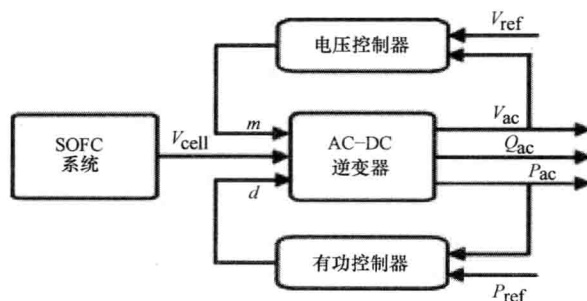 电压控制器
V_ref
SOFC
系统
V_cell
m
d
AC-DC
逆变器
V_ac
Q_ac
P_ac
有功控制器
P_ref